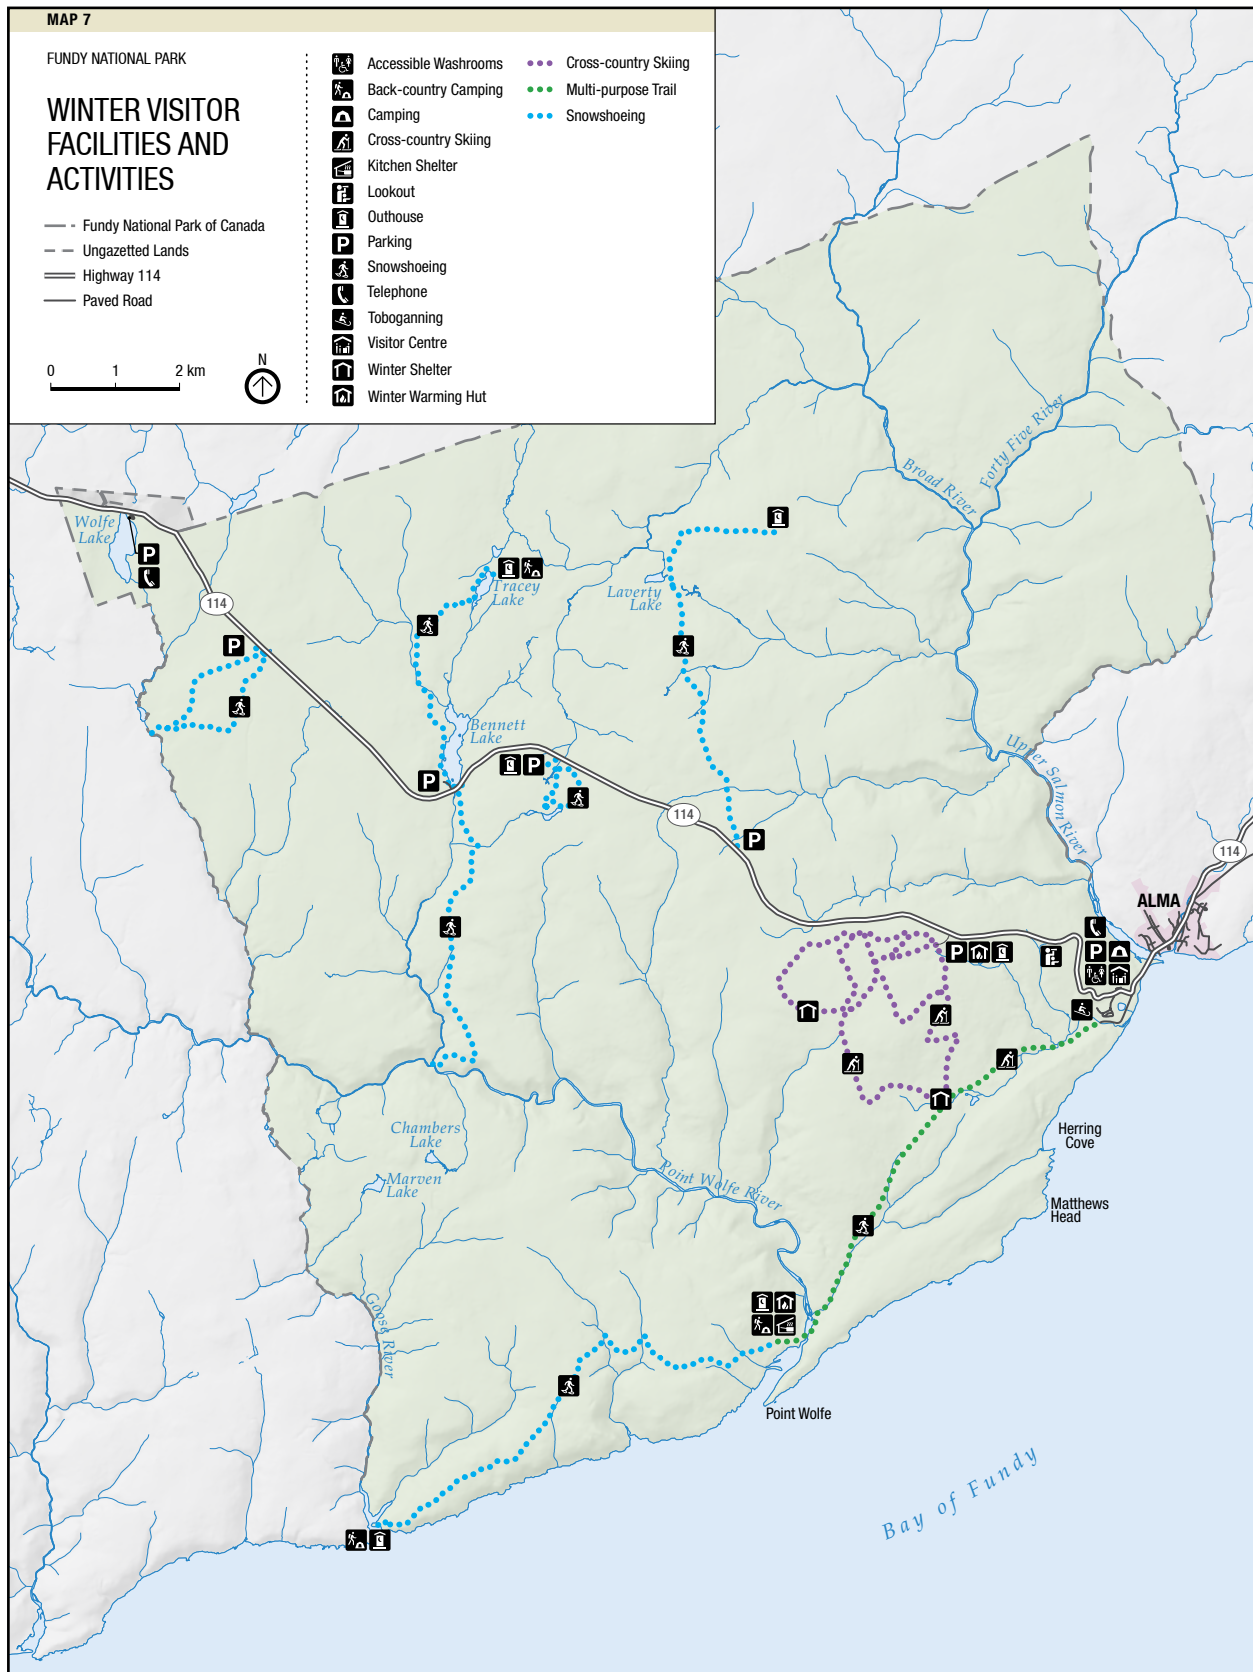 MAP 7
FUNDY NATIONAL PARK
WINTER VISITOR
FACILITIES AND
ACTIVITIES
Fundy National Park of Canada
Ungazetted Lands
Highway 114
Paved Road
0 1 2 km
N
Accessible Washrooms
Back-country Camping
Camping
Cross-country Skiing
Kitchen Shelter
Lookout
Outhouse
P Parking
Snowshoeing
Telephone
Toboganning
Visitor Centre
Winter Shelter
Winter Warming Hut
Cross-country Skiing
Multi-purpose Trail
Snowshoeing
Forty Five River
Broad River
Wolfe
Lake
P
114
Tracey
Lake
Laverty
Lake
P
Bennett
Lake
P
P
114
P
Upper Salmon River
114
ALMA
P
P
Chambers
Lake
Marven
Lake
Point Wolfe River
Herring
Cove
Matthews
Head
Goose River
Point Wolfe
Bay of Fundy